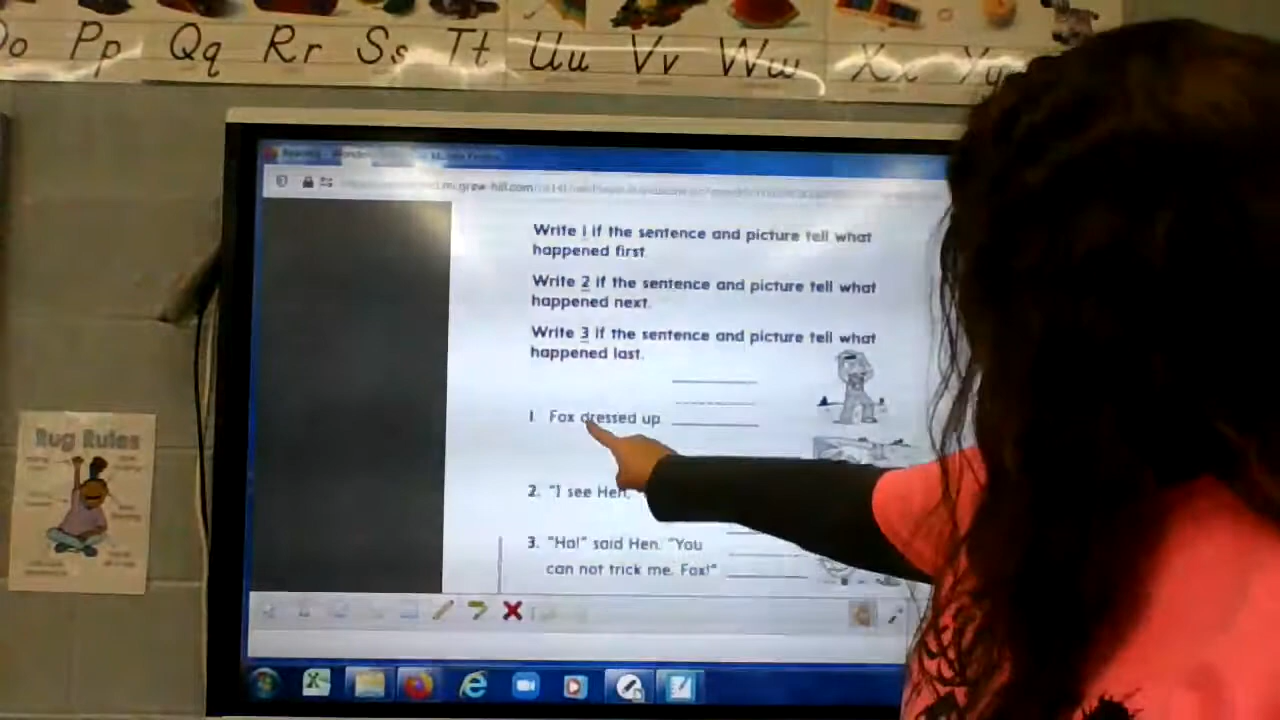 Pp Qq Rr Ss Tt Uu Vv Ww Xx Yy
mcgraw-hill.com
Write 1 if the sentence and picture tell what
happened first
Write 2 if the sentence and picture tell what
happened next.
Write 3 if the sentence and picture tell what
happened last.
1. Fox dressed up
2. "I see Hen,
3. "Ha!" said Hen. "You
can not trick me, Fox!"
Rug Rules